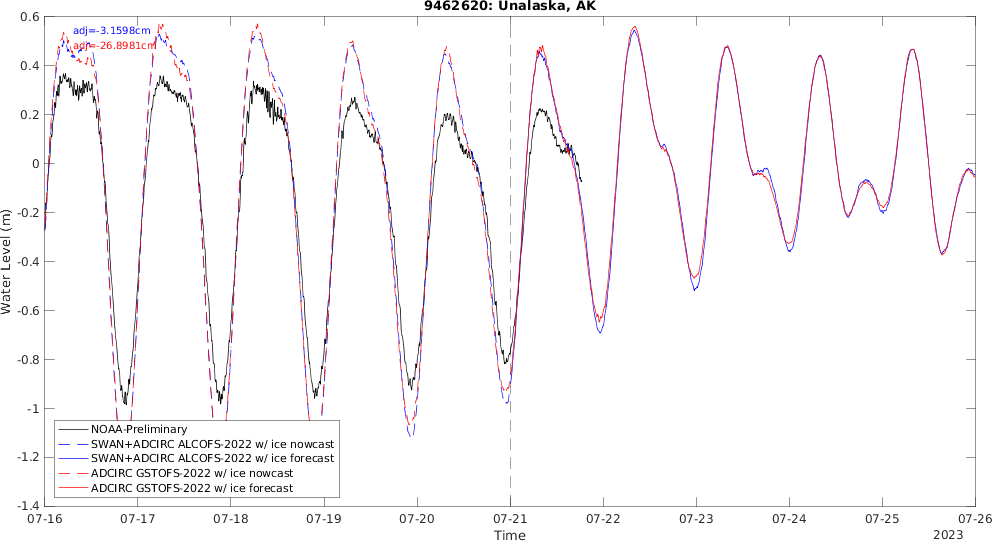 9462620: Unalaska, AK
adj=-3.1598cm
adj=-26.8981cm
Water Level (m)
0.6
0.4
0.2
0
-0.2
-0.4
-0.6
-0.8
-1
-1.2
-1.4
NOAA-Preliminary
SWAN+ADCIRC ALCOFS-2022 w/ ice nowcast
SWAN+ADCIRC ALCOFS-2022 w/ ice forecast
ADCIRC GSTOFS-2022 w/ ice nowcast
ADCIRC GSTOFS-2022 w/ ice forecast
07-16 07-17 07-18 07-19 07-20 07-21 07-22 07-23 07-24 07-25 07-26
Time
2023